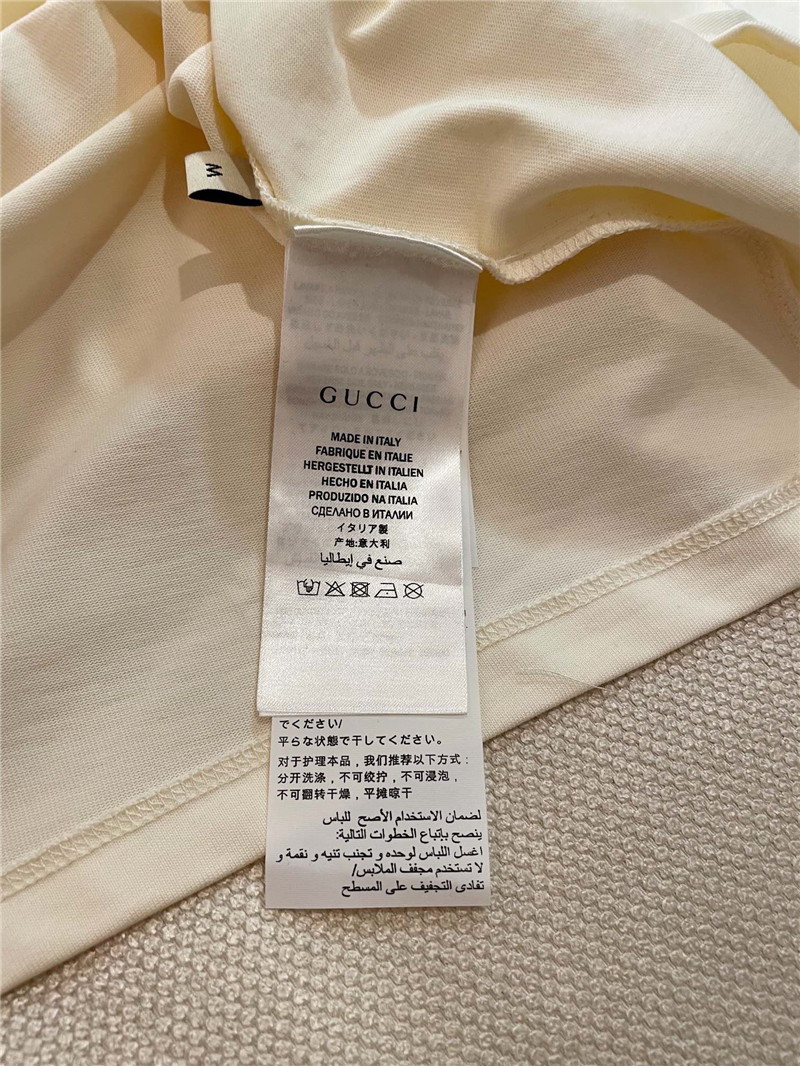 M
GUCCI
MADE IN ITALY
FABRIQUE EN ITALIE
HERGESTELLT IN ITALIEN
HECHO EN ITALIA
PRODUZIDO NA ITALIA
СДЕЛАНО В ИТАЛИИ
イタリア製
产地:意大利
صنع في إيطاليا
でください/
平らな状態で干してください。
对于护理本品，我们推荐以下方式：
分开洗涤，不可绞拧，不可浸泡，
不可翻转干燥，平摊晾干
لضمان الاستخدام الأصح للباس
ينصح بإتباع الخطوات التالية:
اغسل اللباس لوحده و تجنب تنيه و نقعة و
لا تستخدم مجفف الملابس/
تفادى التجفيف على المسطح